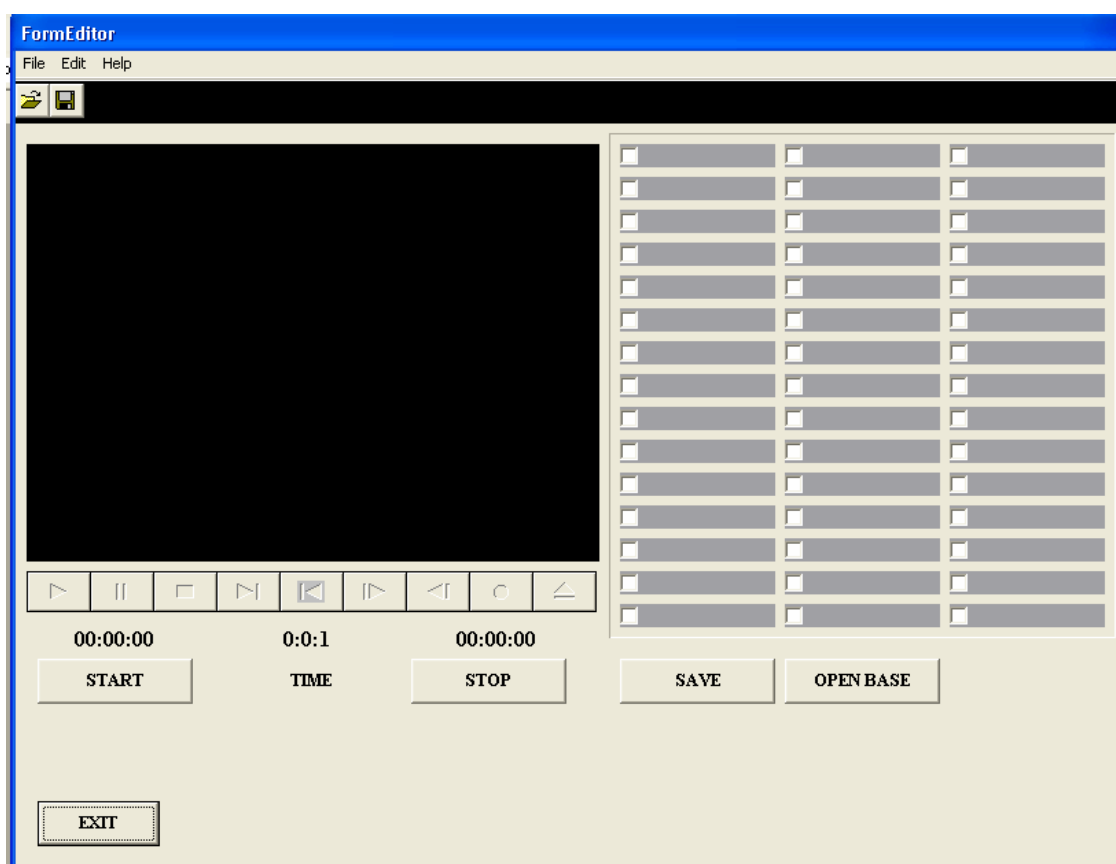 FormEditor
File Edit Help
00:00:00 0:0:1 00:00:00
START TIME STOP SAVE OPEN BASE
EXIT